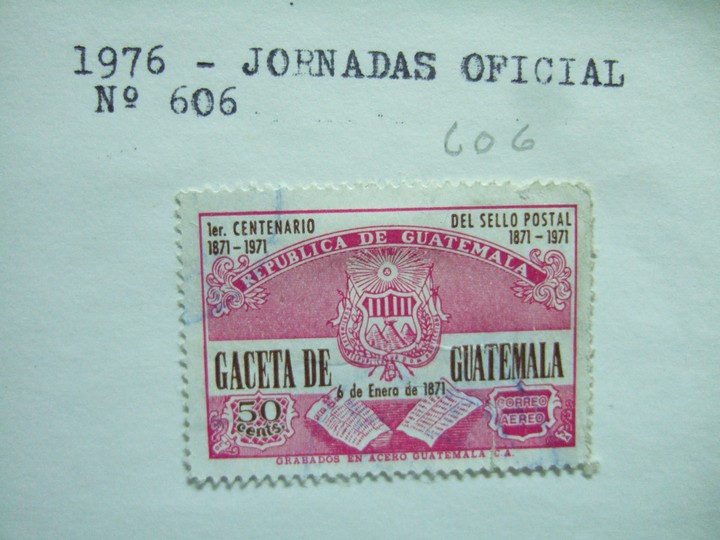 1976 - JORNADAS OFICIAL
Nº 606
606
1er. CENTENARIO
1871-1971
DEL SELLO POSTAL
1871-1971
REPUBLICA DE GUATEMALA
GACETA DE GUATEMALA
6 de Enero de 1871
50
cents.
CORREO
AEREO
GRABADOS EN ACERO GUATEMALA C.A.